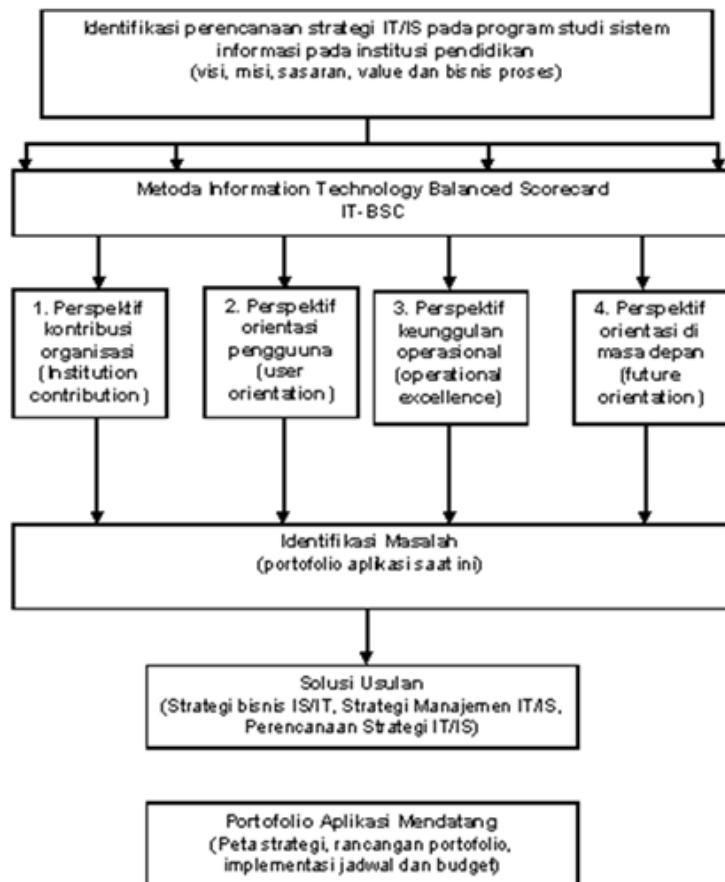 Identifikasi perencanaan strategi IT/IS pada program studi sistem
informasi pada institusi pendidikan
(visi, misi, sasaran, value dan bisnis proses)
Metoda Information Technology Balanced Scorecard
IT-BSC
1. Perspektif
kontribusi
organisasi
(Institution
contribution)
2. Perspektif
orientasi
pengguuna
(user
orientation)
3. Perspektif
keunggulan
operasional
(operational
excellence)
4. Perspektif
orientasi di
masa depan
(future
orientation)
Identifikasi Masalah
(portofolio aplikasi saat ini)
Solusi Usulan
(Strategi bisnis IS/IT, Strategi Manajemen IT/IS,
Perencanaan Strategi IT/IS)
Portofolio Aplikasi Mendatang
(Peta strategi, rancangan portofolio,
implementasi jadwal dan budget)